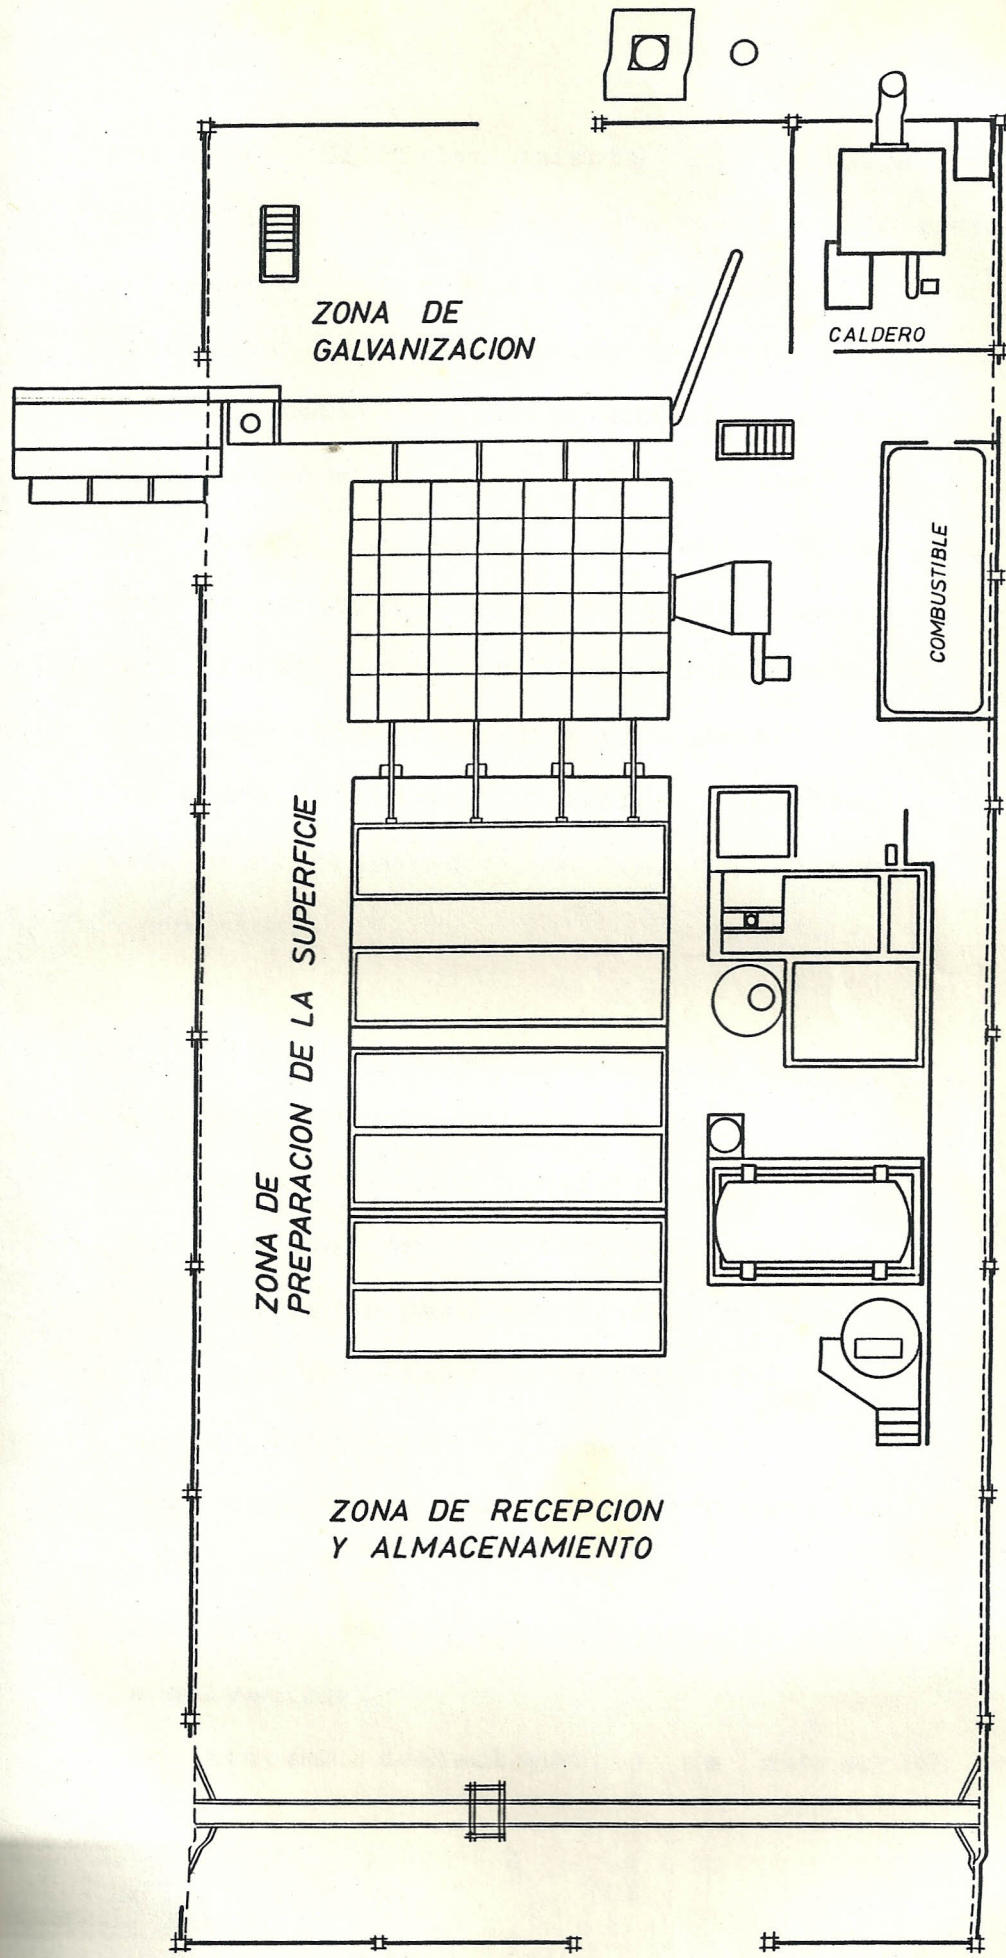 ZONA DE
GALVANIZACION
CALDERO
COMBUSTIBLE
ZONA DE
PREPARACION DE LA SUPERFICIE
ZONA DE RECEPCION
Y ALMACENAMIENTO